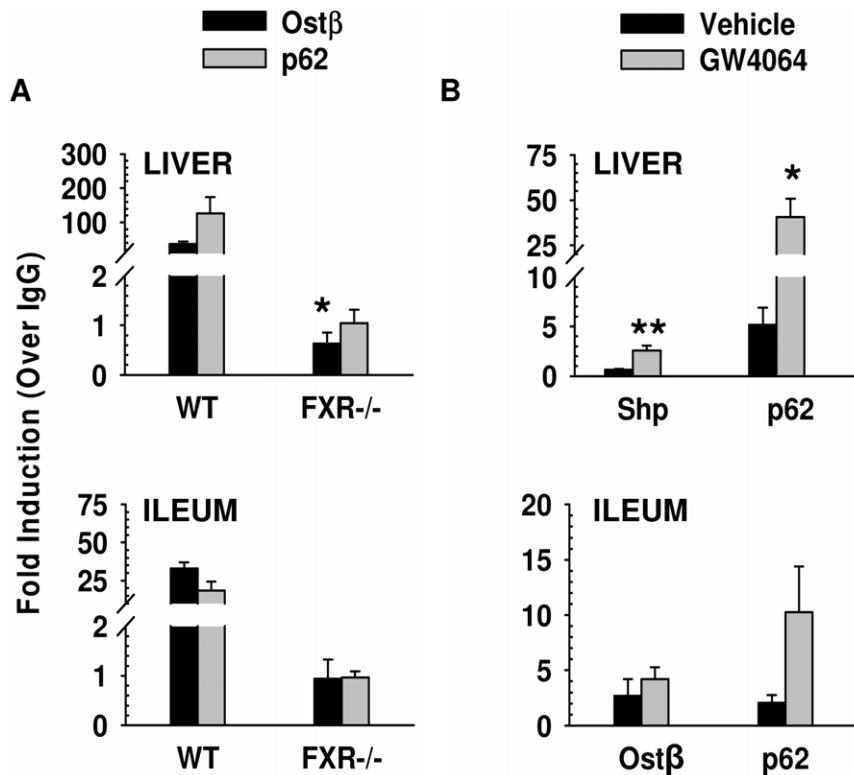 Ostβ
p62
Vehicle
GW4064
A
B
Fold Induction (Over IgG)
LIVER
300
200
100
2
1
0
*
WT FXR-/-
LIVER
75
50
25
10
5
0
**
*
Shp p62
ILEUM
75
50
25
2
1
0
WT FXR-/-
ILEUM
20
15
10
5
0
Ostβ p62